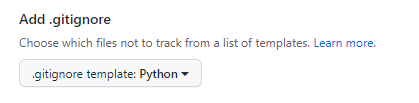 Add .gitignore
Choose which files not to track from a list of templates. Learn more.
.gitignore template: Python